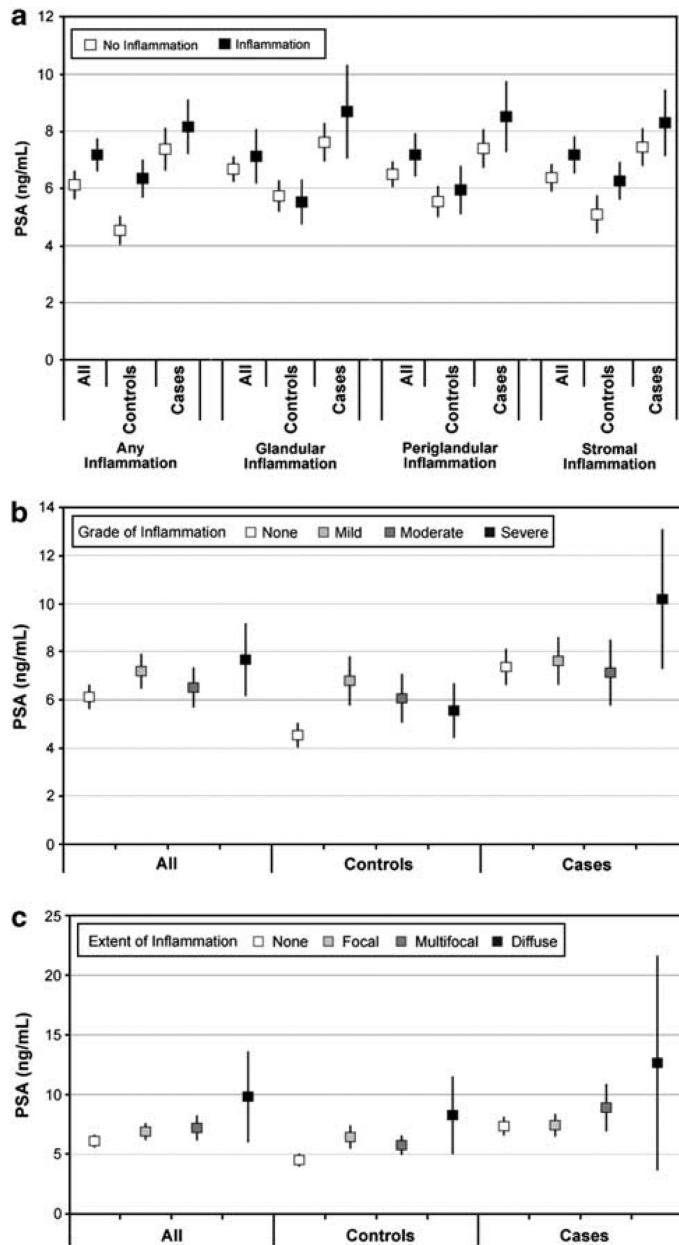 a
12
No Inflammation Inflammation
10
8
6
4
2
0
PSA (ng/mL)
All Controls Cases All Controls Cases All Controls Cases All Controls Cases
Any Glandular Periglandular Stromal
Inflammation Inflammation Inflammation Inflammation
b
14
Grade of Inflammation None Mild Moderate Severe
12
10
8
6
4
2
0
PSA (ng/mL)
All Controls Cases
c
25
Extent of Inflammation None Focal Multifocal Diffuse
20
15
10
5
0
PSA (ng/mL)
All Controls Cases